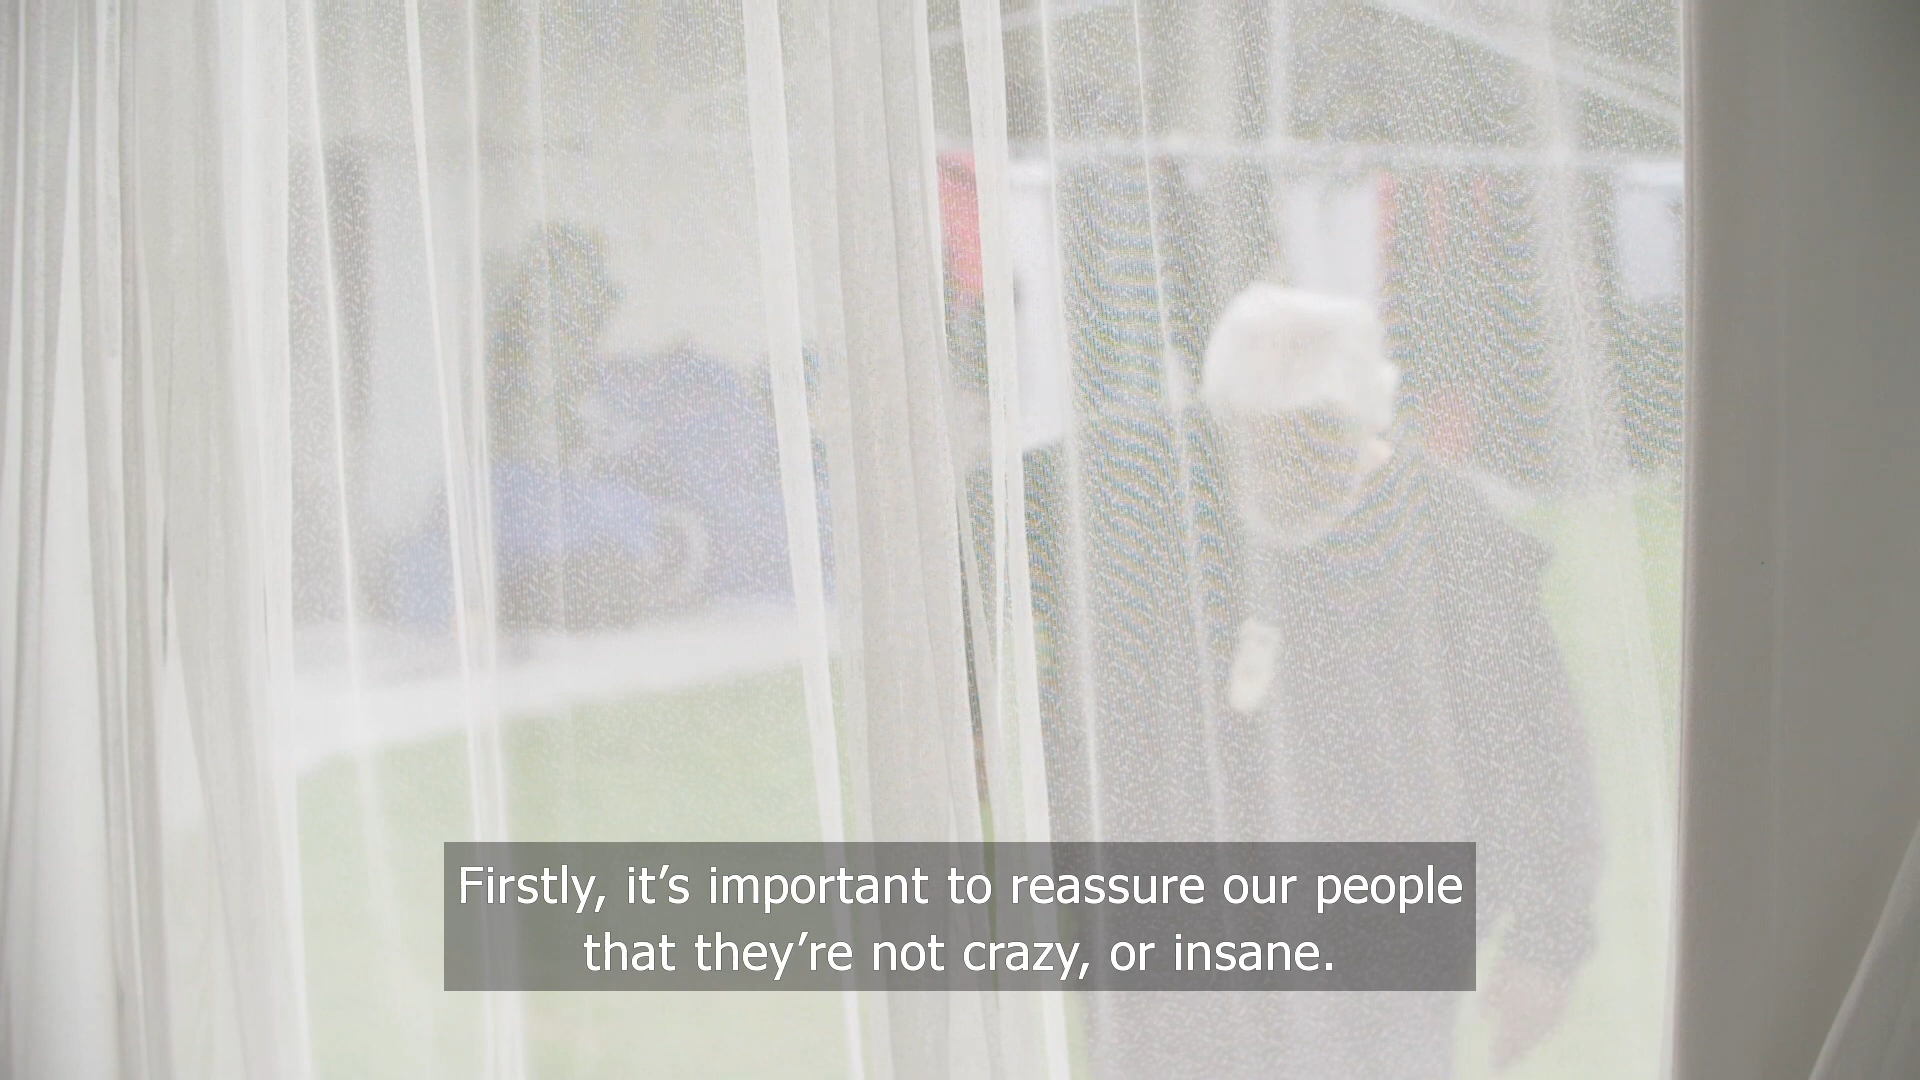 Firstly, it’s important to reassure our people
that they’re not crazy, or insane.